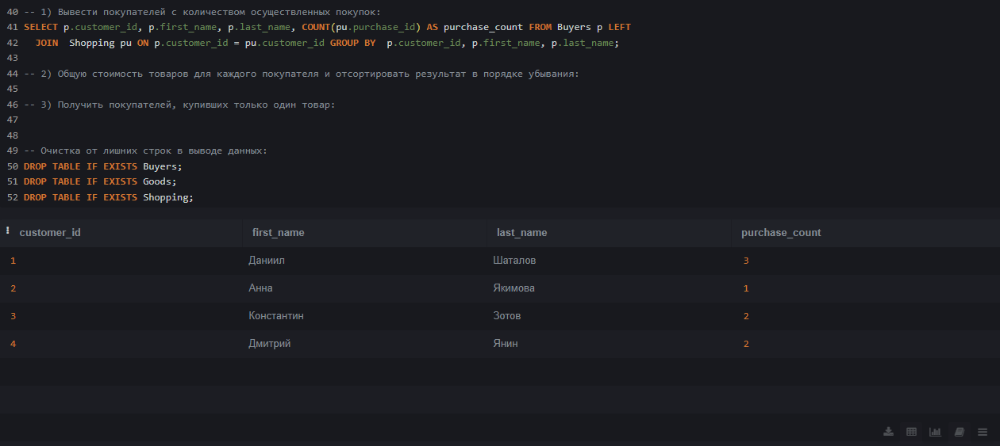 40 -- 1) Вывести покупателей с количеством осуществленных покупок:
41 SELECT p.customer_id, p.first_name, p.last_name, COUNT(pu.purchase_id) AS purchase_count FROM Buyers p LEFT
42   JOIN  Shopping pu ON p.customer_id = pu.customer_id GROUP BY  p.customer_id, p.first_name, p.last_name;
43
44 -- 2) Общую стоимость товаров для каждого покупателя и отсортировать результат в порядке убывания:
45
46 -- 3) Получить покупателей, купивших только один товар:
47
48
49 -- Очистка от лишних строк в выводе данных:
50 DROP TABLE IF EXISTS Buyers;
51 DROP TABLE IF EXISTS Goods;
52 DROP TABLE IF EXISTS Shopping;
customer_id first_name last_name purchase_count
1 Даниил Шаталов 3
2 Анна Якимова 1
3 Константин Зотов 2
4 Дмитрий Янин 2